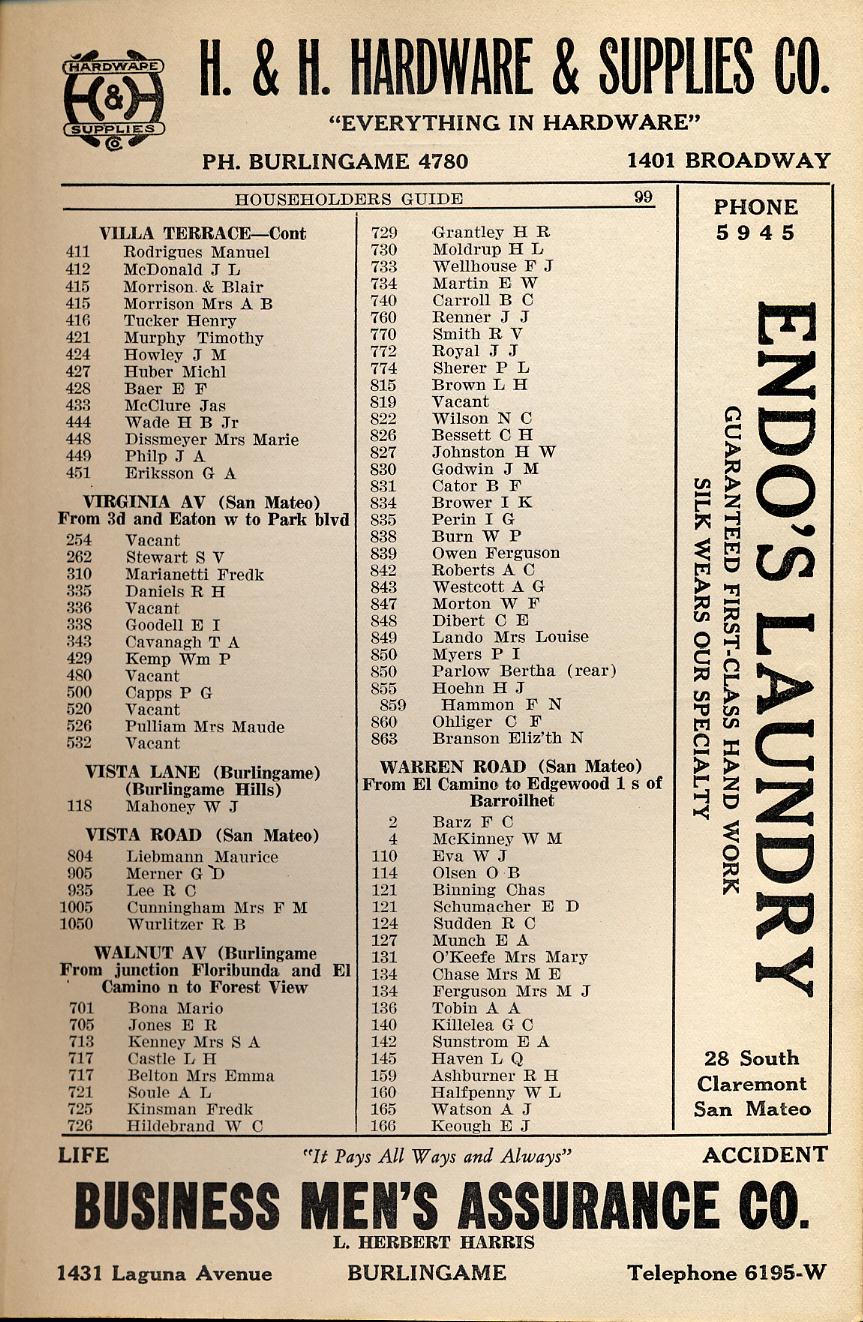 HARDWARE
H&H
SUPPLIES
Co
H. & H. HARDWARE & SUPPLIES CO.
"EVERYTHING IN HARDWARE"
PH. BURLINGAME 4780 1401 BROADWAY
HOUSEHOLDERS GUIDE 99
VILLA TERRACE—Cont
411 Rodrigues Manuel
412 McDonald J L
415 Morrison & Blair
415 Morrison Mrs A B
416 Tucker Henry
421 Murphy Timothy
424 Howley J M
427 Huber Michl
428 Baer E F
433 McClure Jas
444 Wade H B Jr
448 Dissmeyer Mrs Marie
449 Philp J A
451 Eriksson G A
VIRGINIA AV (San Mateo)
From 3d and Eaton w to Park blvd
254 Vacant
262 Stewart S V
310 Marianetti Fredk
335 Daniels R H
336 Vacant
338 Goodell E I
343 Cavanagh T A
429 Kemp Wm P
480 Vacant
500 Capps P G
520 Vacant
526 Pulliam Mrs Maude
532 Vacant
VISTA LANE (Burlingame)
(Burlingame Hills)
118 Mahoney W J
VISTA ROAD (San Mateo)
804 Liebmann Maurice
905 Merner G D
935 Lee R C
1005 Cunningham Mrs F M
1050 Wurlitzer R B
WALNUT AV (Burlingame
From junction Floribunda and El
Camino n to Forest View
701 Bona Mario
705 Jones E R
713 Kenney Mrs S A
717 Castle L H
717 Belton Mrs Emma
721 Soule A L
725 Kinsman Fredk
726 Hildebrand W C
729 Grantley H R
730 Moldrup H L
733 Wellhouse F J
734 Martin E W
740 Carroll B C
760 Renner J J
770 Smith R V
772 Royal J J
774 Sherer P L
815 Brown L H
819 Vacant
822 Wilson N C
826 Bessett C H
827 Johnston H W
830 Godwin J M
831 Cator B F
834 Brower I K
835 Perin I G
838 Burn W P
839 Owen Ferguson
842 Roberts A C
843 Westcott A G
847 Morton W F
848 Dibert C E
849 Lando Mrs Louise
850 Myers P I
850 Parlow Bertha (rear)
855 Hoehn H J
859 Hammon F N
860 Ohliger C F
863 Branson Eliz'th N
WARREN ROAD (San Mateo)
From El Camino to Edgewood 1 s of
Barroilhet
2 Barz F C
4 McKinney W M
110 Eva W J
114 Olsen O B
121 Binning Chas
121 Schumacher E D
124 Sudden R C
127 Munch E A
131 O'Keefe Mrs Mary
134 Chase Mrs M E
134 Ferguson Mrs M J
136 Tobin A A
140 Killelea G C
142 Sunstrom E A
145 Haven L Q
159 Ashburner R H
160 Halfpenny W L
165 Watson A J
166 Keough E J
PHONE
5945
ENDO'S LAUNDRY
GUARANTEED FIRST-CLASS HAND WORK
SILK WEARS OUR SPECIALTY
28 South
Claremont
San Mateo
LIFE "It Pays All Ways and Always" ACCIDENT
BUSINESS MEN'S ASSURANCE CO.
L. HERBERT HARRIS
1431 Laguna Avenue BURLINGAME Telephone 6195-W